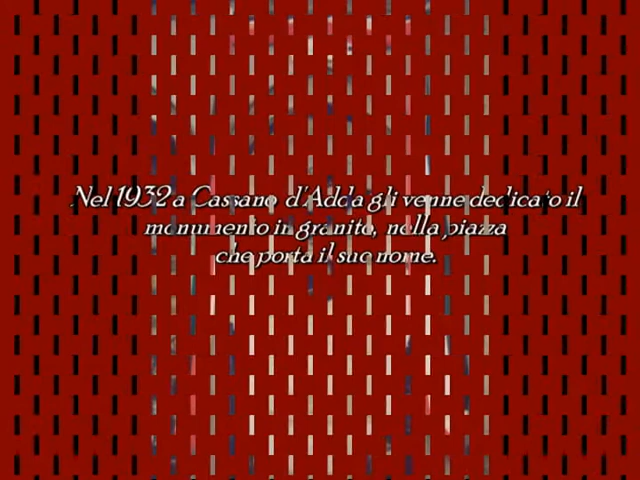 Nel 1932 a Cassano d'Adda gli venne dedicato il
monumento in granito, nella piazza
che porta il suo nome.